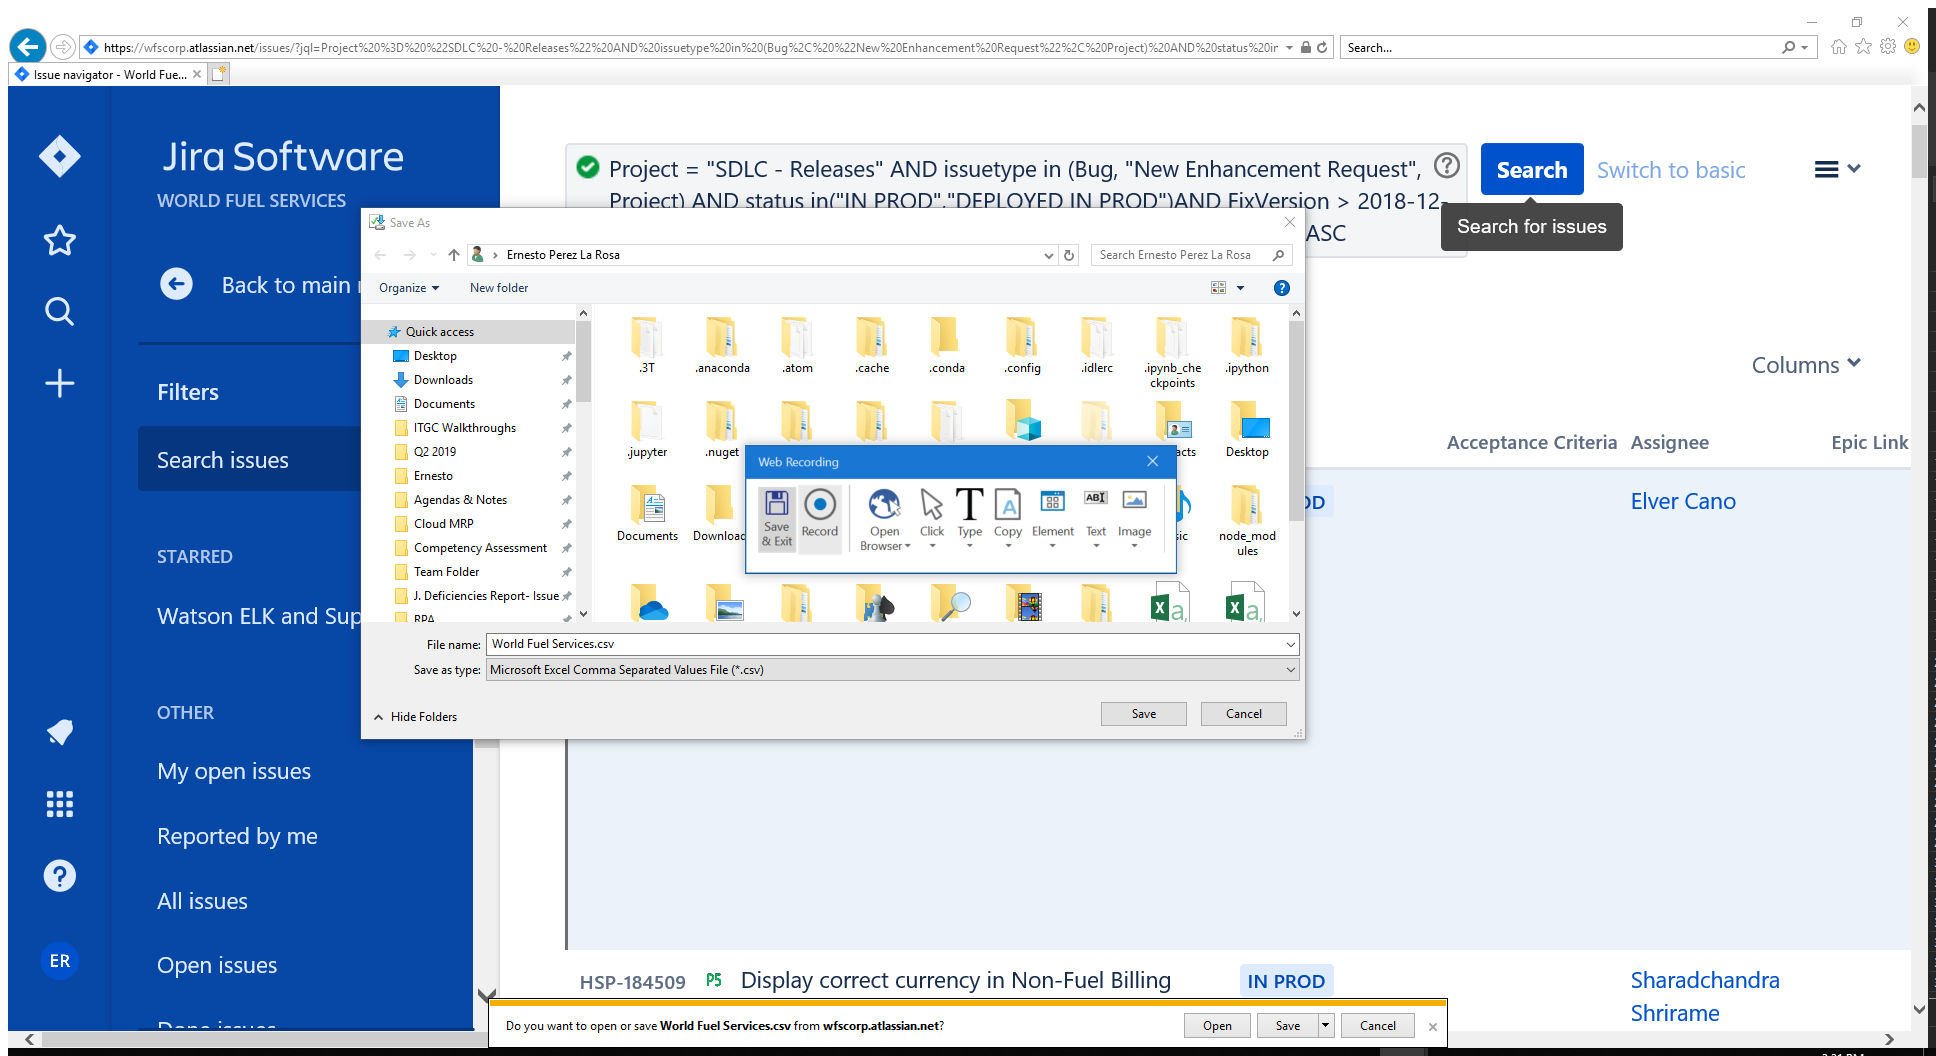 https://wfscorp.atlassian.net/issues/?jql=Project%20%3D%20%22SDLC%20-%20Releases%22%20AND%20issuetype%20in%20(Bug%2C%20%22New%20Enhancement%20Request%22%2C%20Project)%20AND%20status%20in
Search...
Issue navigator - World Fue...
Jira Software
WORLD FUEL SERVICES
Back to main
Filters
Search issues
STARRED
Watson ELK and Sup
OTHER
My open issues
Reported by me
All issues
Open issues
Done issues
ER
Project = "SDLC - Releases" AND issuetype in (Bug, "New Enhancement Request",
Project) AND status in("IN PROD","DEPLOYED IN PROD")AND FixVersion > 2018-12-
ASC
Search
Switch to basic
Search for issues
Columns
Acceptance Criteria
Assignee
Epic Link
OD
Elver Cano
Save As
Ernesto Perez La Rosa
Search Ernesto Perez La Rosa
Organize
New folder
Quick access
Desktop
Downloads
Documents
ITGC Walkthroughs
Q2 2019
Ernesto
Agendas & Notes
Cloud MRP
Competency Assessment
Team Folder
J. Deficiencies Report- Issue
RPA
.3T
.anaconda
.atom
.cache
.conda
.config
.idlerc
.ipynb_che
ckpoints
.ipython
.jupyter
.nuget
acts
Desktop
Documents
Download
sic
node_mod
ules
Web Recording
Save
& Exit
Record
Open
Browser
Click
Type
Copy
Element
Text
Image
File name:
World Fuel Services.csv
Save as type:
Microsoft Excel Comma Separated Values File (*.csv)
Hide Folders
Save
Cancel
HSP-184509
P5
Display correct currency in Non-Fuel Billing
IN PROD
Sharadchandra
Shrirame
Do you want to open or save World Fuel Services.csv from wfscorp.atlassian.net?
Open
Save
Cancel